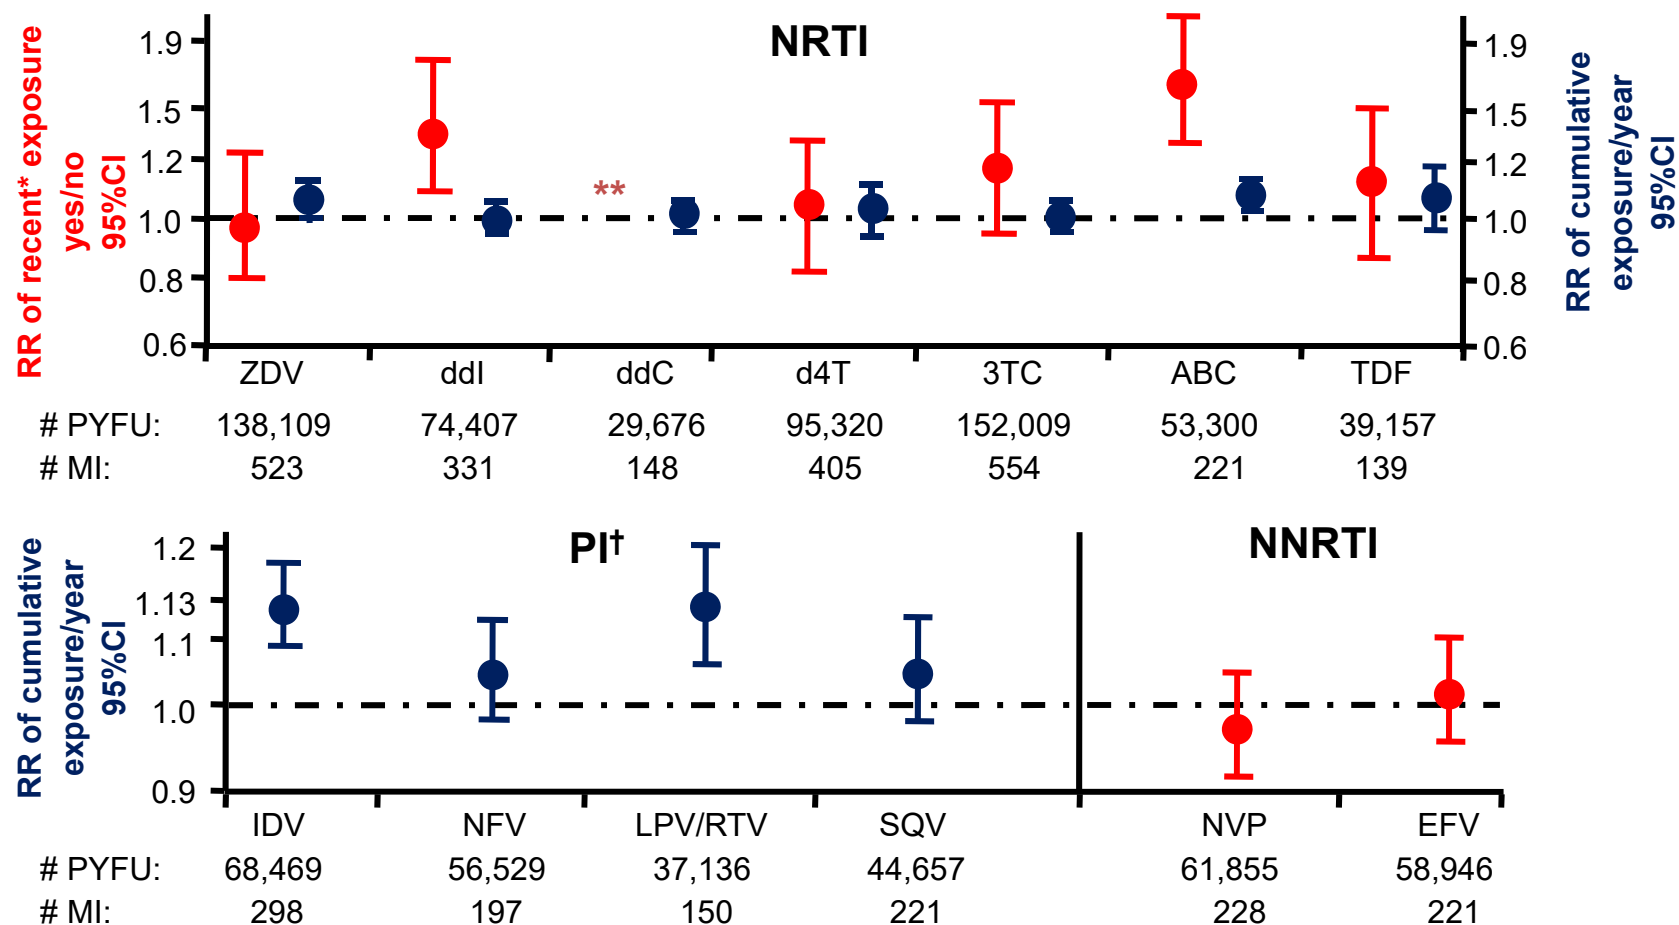 NRTI
RR of recent* exposure
yes/no
95%CI
1.9
1.5
1.2
1.0
0.8
0.6
**
1.9
1.5
1.2
1.0
0.8
0.6
RR of cumulative
exposure/year
95%CI
ZDV ddI ddC d4T 3TC ABC TDF
# PYFU: 138,109 74,407 29,676 95,320 152,009 53,300 39,157
# MI: 523 331 148 405 554 221 139
PI† NNRTI
RR of cumulative
exposure/year
95%CI
1.2
1.13
1.1
1.0
0.9
IDV NFV LPV/RTV SQV NVP EFV
# PYFU: 68,469 56,529 37,136 44,657 61,855 58,946
# MI: 298 197 150 221 228 221